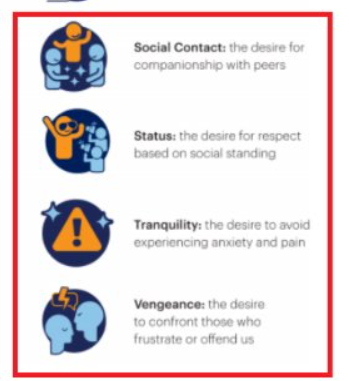 Social Contact: the desire for
companionship with peers
Status: the desire for respect
based on social standing
Tranquility: the desire to avoid
experiencing anxiety and pain
Vengeance: the desire
to confront those who
frustrate or offend us